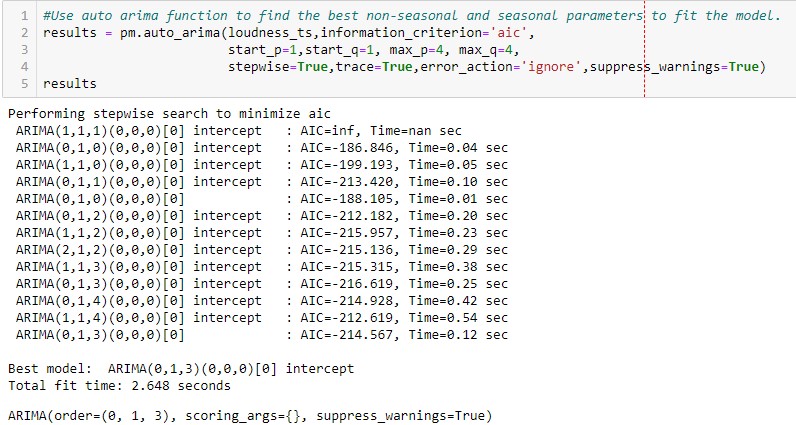 1 #Use auto arima function to find the best non-seasonal and seasonal parameters to fit the model.
2 results = pm.auto_arima(loudness_ts,information_criterion='aic',
3 start_p=1,start_q=1, max_p=4, max_q=4,
4 stepwise=True,trace=True,error_action='ignore',suppress_warnings=True)
5 results
Performing stepwise search to minimize aic
ARIMA(1,1,1)(0,0,0)[0] intercept : AIC=inf, Time=nan sec
ARIMA(0,1,0)(0,0,0)[0] intercept : AIC=-186.846, Time=0.04 sec
ARIMA(1,1,0)(0,0,0)[0] intercept : AIC=-199.193, Time=0.05 sec
ARIMA(0,1,1)(0,0,0)[0] intercept : AIC=-213.420, Time=0.10 sec
ARIMA(0,1,0)(0,0,0)[0] : AIC=-188.105, Time=0.01 sec
ARIMA(0,1,2)(0,0,0)[0] intercept : AIC=-212.182, Time=0.20 sec
ARIMA(1,1,2)(0,0,0)[0] intercept : AIC=-215.957, Time=0.23 sec
ARIMA(2,1,2)(0,0,0)[0] intercept : AIC=-215.136, Time=0.29 sec
ARIMA(1,1,3)(0,0,0)[0] intercept : AIC=-215.315, Time=0.38 sec
ARIMA(0,1,3)(0,0,0)[0] intercept : AIC=-216.619, Time=0.25 sec
ARIMA(0,1,4)(0,0,0)[0] intercept : AIC=-214.928, Time=0.42 sec
ARIMA(1,1,4)(0,0,0)[0] intercept : AIC=-212.619, Time=0.54 sec
ARIMA(0,1,3)(0,0,0)[0] : AIC=-214.567, Time=0.12 sec
Best model: ARIMA(0,1,3)(0,0,0)[0] intercept
Total fit time: 2.648 seconds
ARIMA(order=(0, 1, 3), scoring_args={}, suppress_warnings=True)